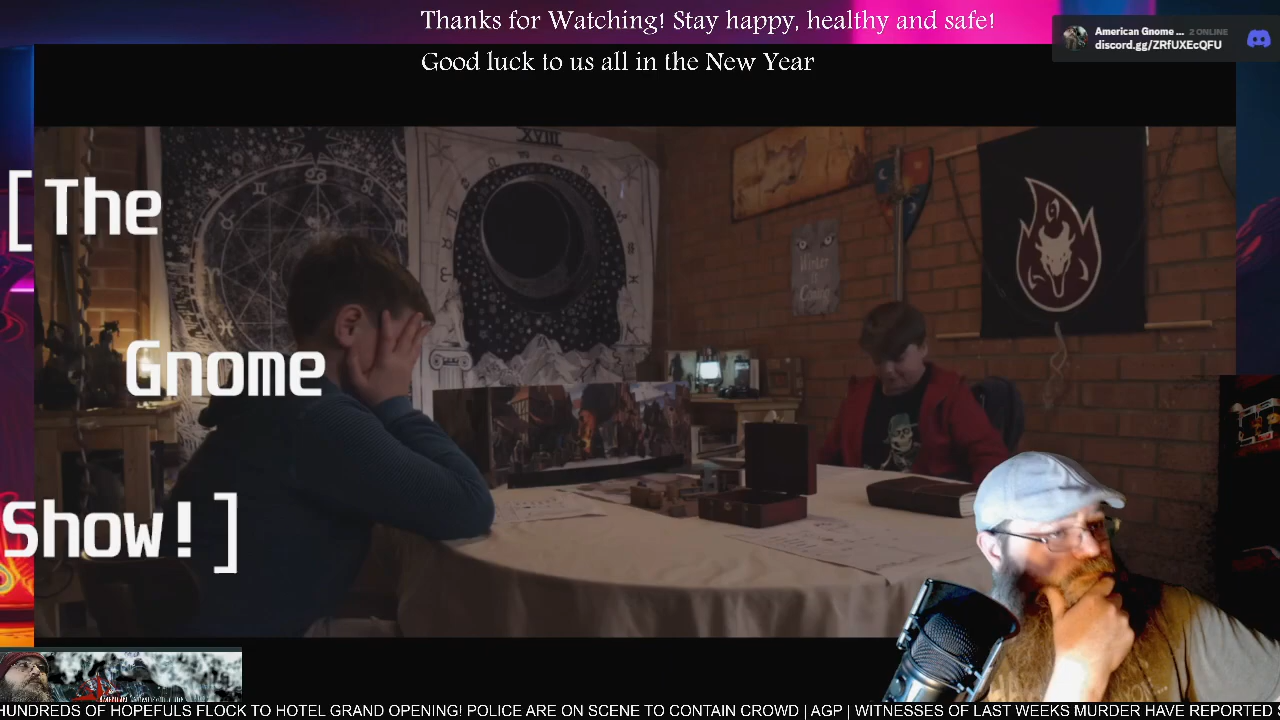 Thanks for Watching! Stay happy, healthy and safe!
Good luck to us all in the New Year
American Gnome ... 2 ONLINE
discord.gg/ZRfUXEcQFU
XVIII
Winter
is
Coming
[The
Gnome
Show!]
HUNDREDS OF HOPEFULS FLOCK TO HOTEL GRAND OPENING! POLICE ARE ON SCENE TO CONTAIN CROWD | AGP | WITNESSES OF LAST WEEKS MURDER HAVE REPORTED